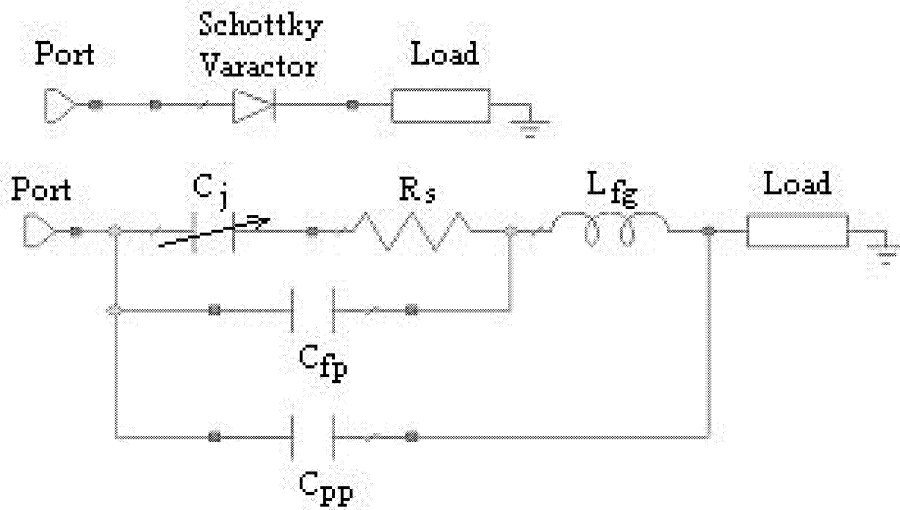 Schottky
Port Varactor Load
Port Cj Rs Lfg Load
Cfp
Cpp